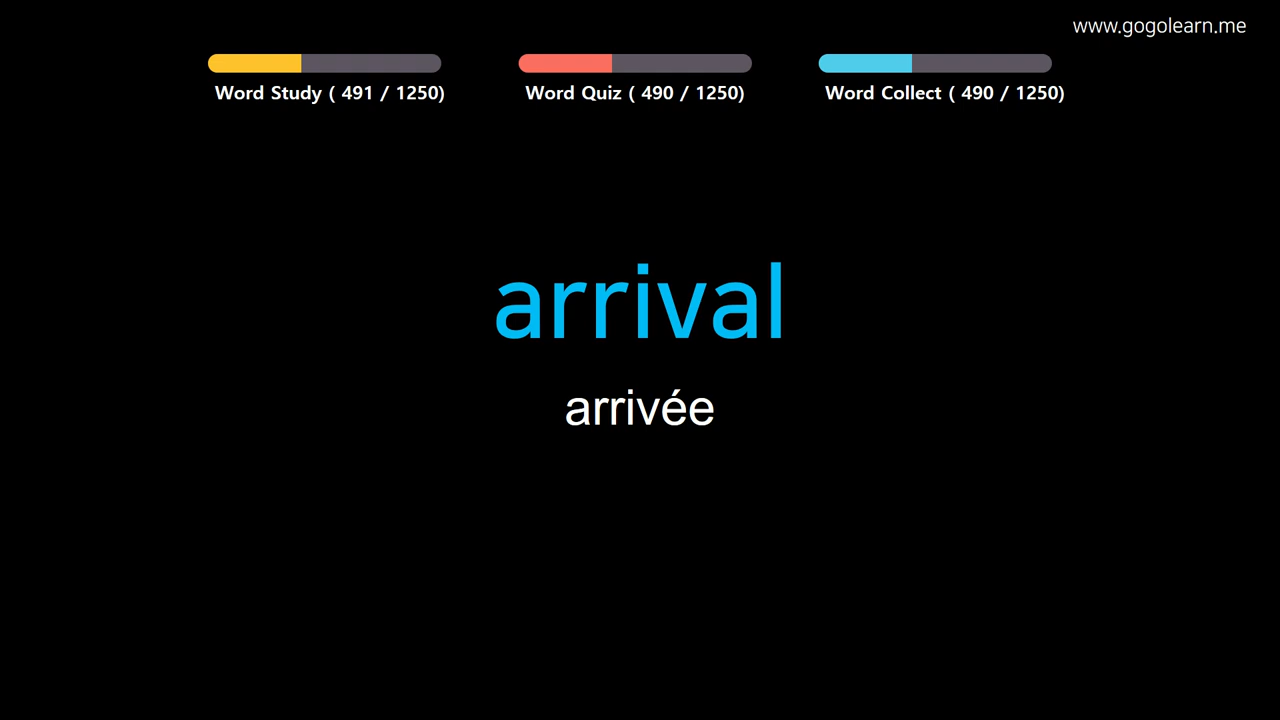 www.gogolearn.me
Word Study ( 491 / 1250)
Word Quiz ( 490 / 1250)
Word Collect ( 490 / 1250)
arrival
arrivée